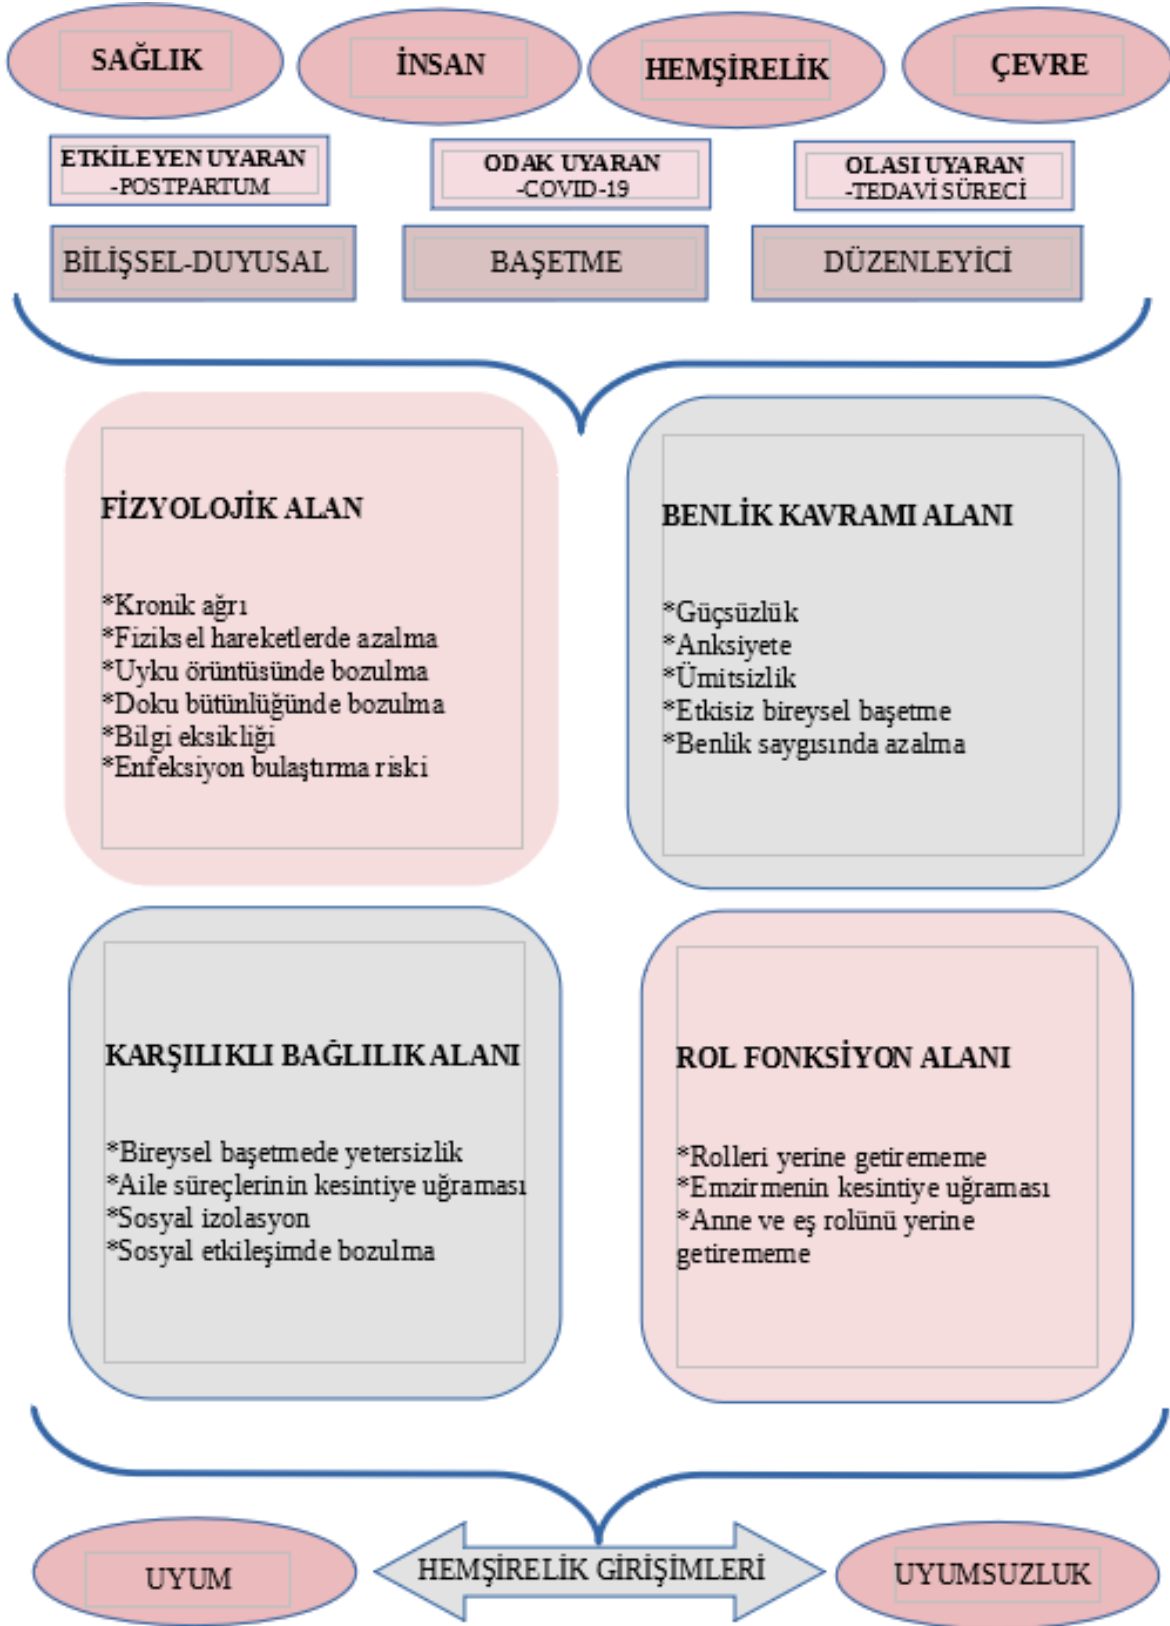 SAĞLIK
İNSAN
HEMŞİRELİK
ÇEVRE
ETKİLEYEN UYARAN
-POSTPARTUM
ODAK UYARAN
-COVID-19
OLASI UYARAN
-TEDAVİ SÜRECİ
BİLİŞSEL-DUYUSAL
BAŞETME
DÜZENLEYİCİ
FİZYOLOJİK ALAN
*Kronik ağrı
*Fiziksel hareketlerde azalma
*Uyku örüntüsünde bozulma
*Doku bütünlüğünde bozulma
*Bilgi eksikliği
*Enfeksiyon bulaştırma riski
BENLİK KAVRAMI ALANI
*Güçsüzlük
*Anksiyete
*Ümitsizlik
*Etkisiz bireysel başetme
*Benlik saygısında azalma
KARŞILIKLI BAĞLILIK ALANI
*Bireysel başetmede yetersizlik
*Aile süreçlerinin kesintiye uğraması
*Sosyal izolasyon
*Sosyal etkileşimde bozulma
ROL FONKSİYON ALANI
*Rolleri yerine getirememe
*Emzirmenin kesintiye uğraması
*Anne ve eş rolünü yerine
getirememe
UYUM
HEMŞİRELİK GİRİŞİMLERİ
UYUMSUZLUK